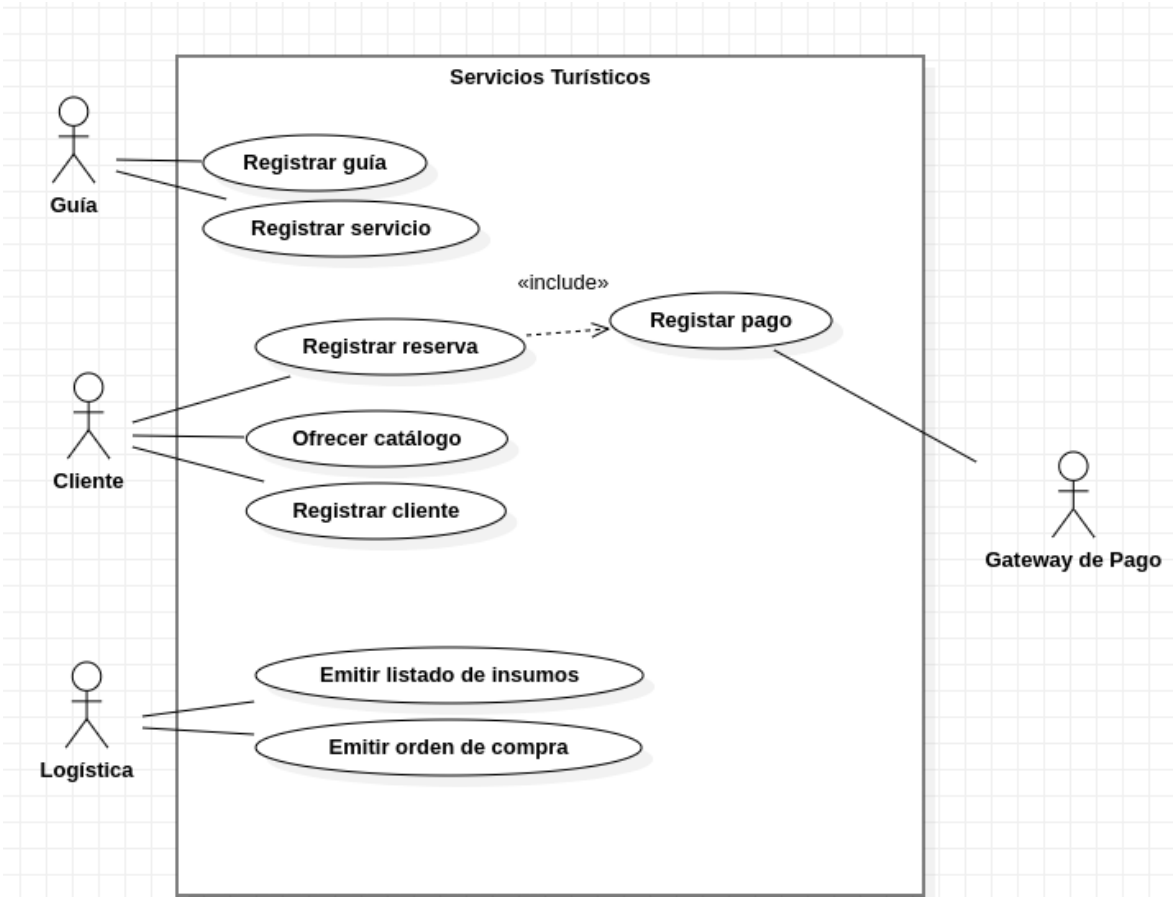 Servicios Turísticos
Registrar guía
Guía
Registrar servicio
«include»
Registar pago
Registrar reserva
Ofrecer catálogo
Cliente
Registrar cliente
Gateway de Pago
Emitir listado de insumos
Emitir orden de compra
Logística